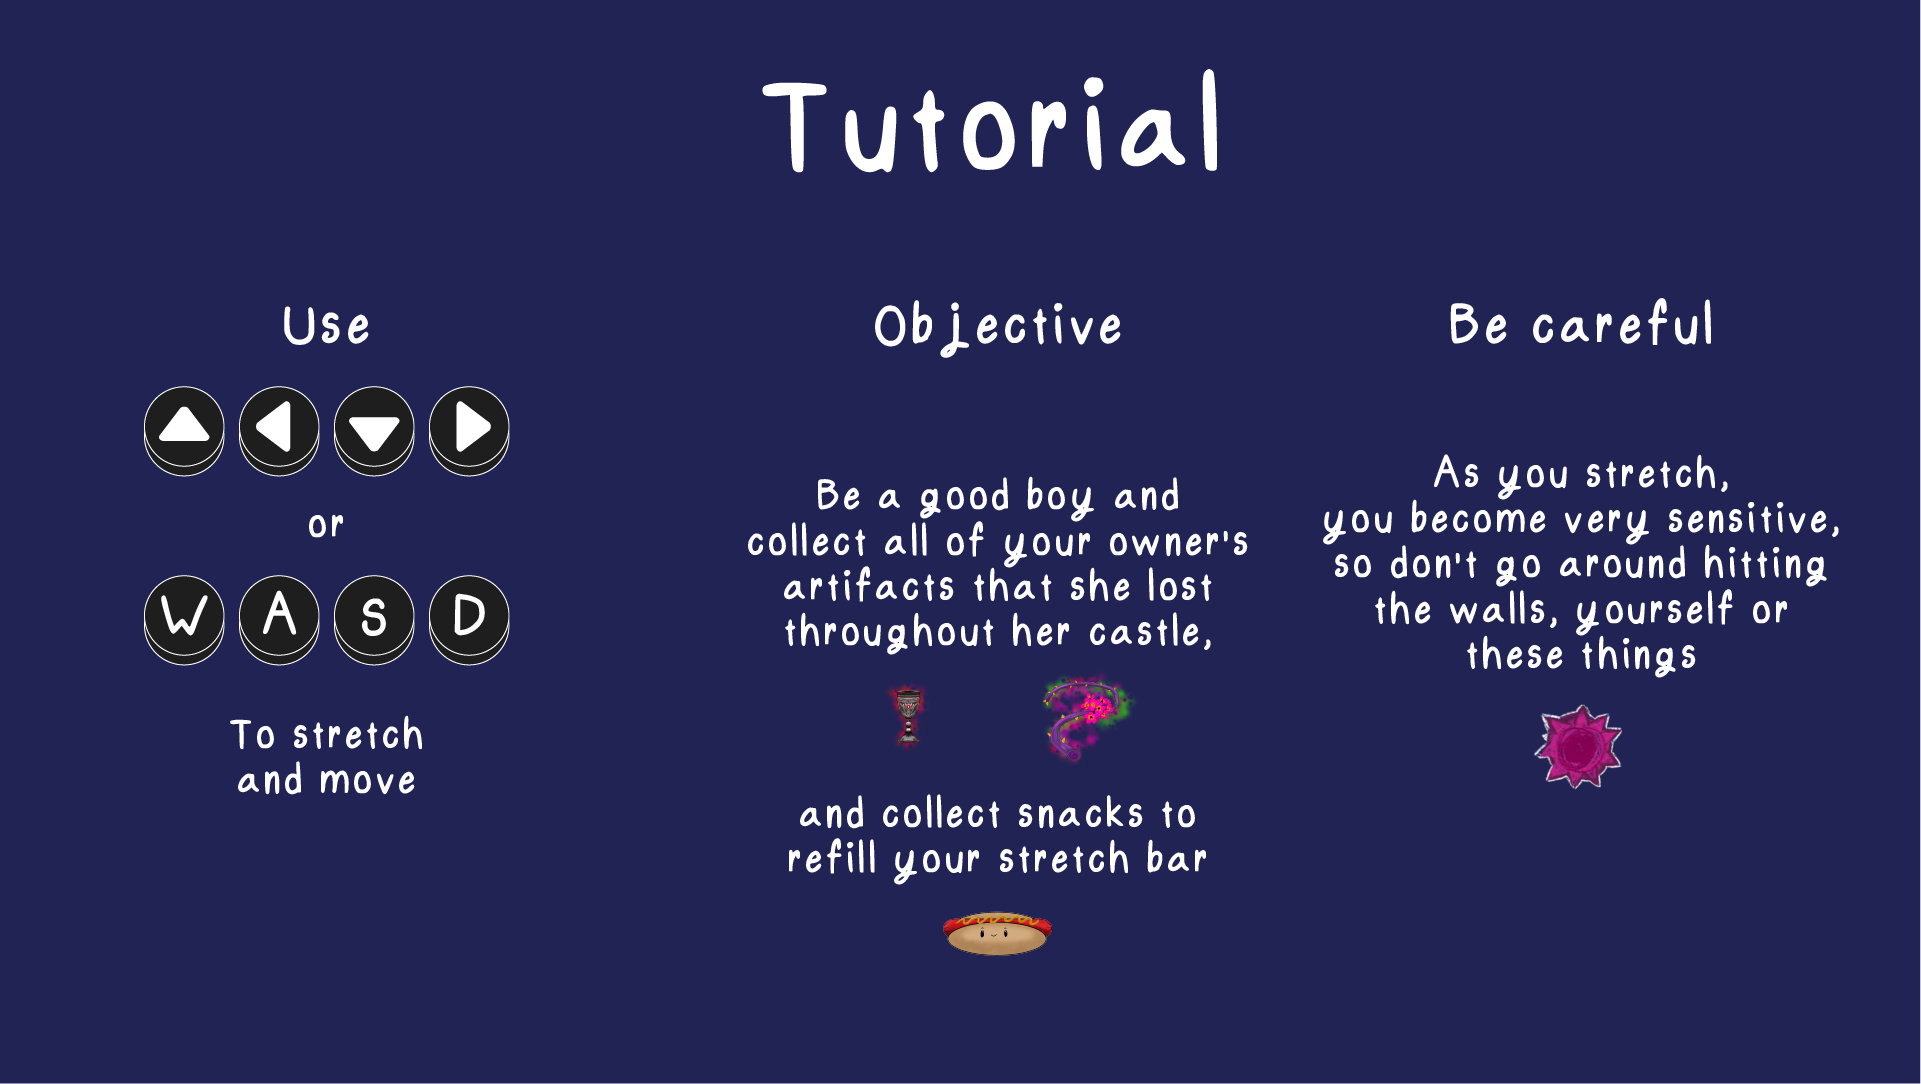 Tutorial
Use
or
W A S D
To stretch
and move
Objective
Be a good boy and
collect all of your owner's
artifacts that she lost
throughout her castle,
and collect snacks to
refill your stretch bar
Be careful
As you stretch,
you become very sensitive,
so don't go around hitting
the walls, yourself or
these things